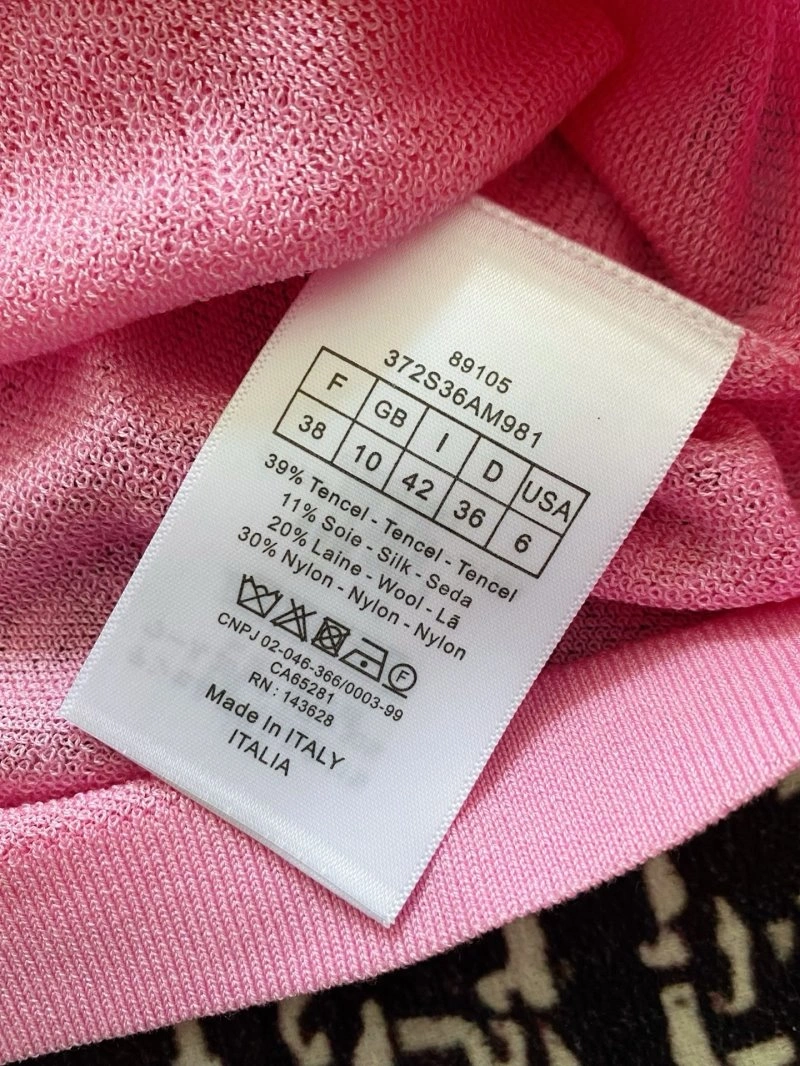 89105
372S36AM981
F GB I D USA
38 10 42 36 6
39% Tencel - Tencel - Tencel
11% Soie - Silk - Seda
20% Laine - Wool - Lã
30% Nylon - Nylon - Nylon
F
CNPJ 02-046-366/0003-99
CA65281
RN : 143628
Made In ITALY
ITALIA